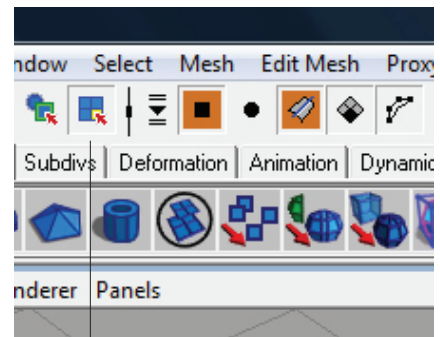 ndow Select Mesh Edit Mesh Proxy
Subdivs Deformation Animation Dynamic
nderer Panels